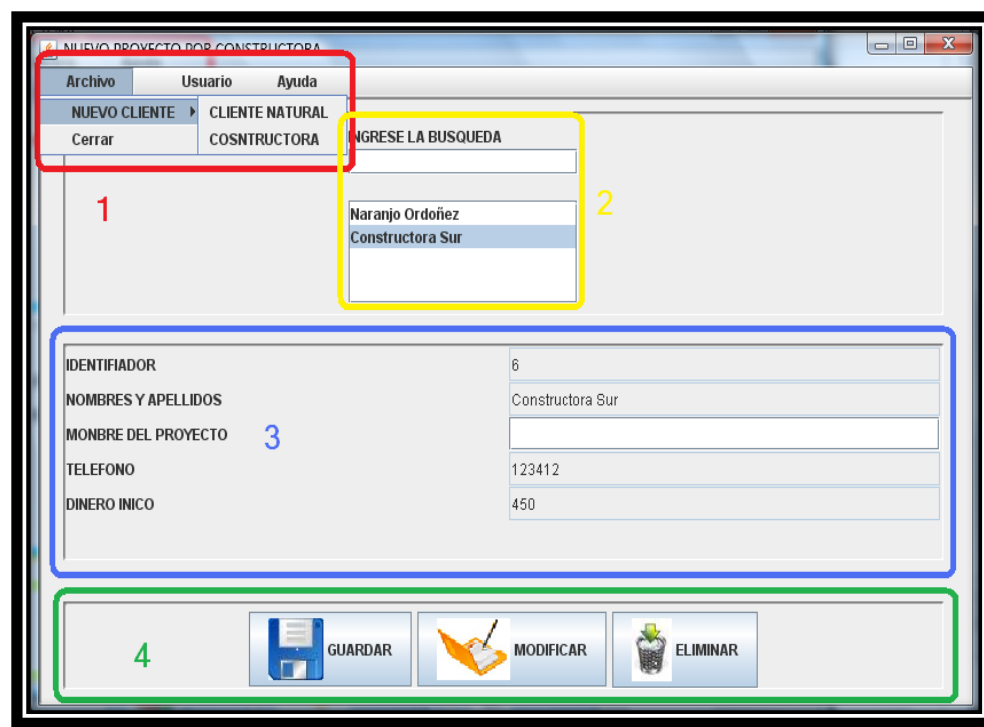 NUEVO PROYECTO POR CONSTRUCTORA
Archivo Usuario Ayuda
NUEVO CLIENTE CLIENTE NATURAL
Cerrar COSNTRUCTORA
INGRESE LA BUSQUEDA
1
2
Naranjo Ordoñez
Constructora Sur
IDENTIFIADOR 6
NOMBRES Y APELLIDOS Constructora Sur
MONBRE DEL PROYECTO 3
TELEFONO 123412
DINERO INICO 450
4 GUARDAR MODIFICAR ELIMINAR